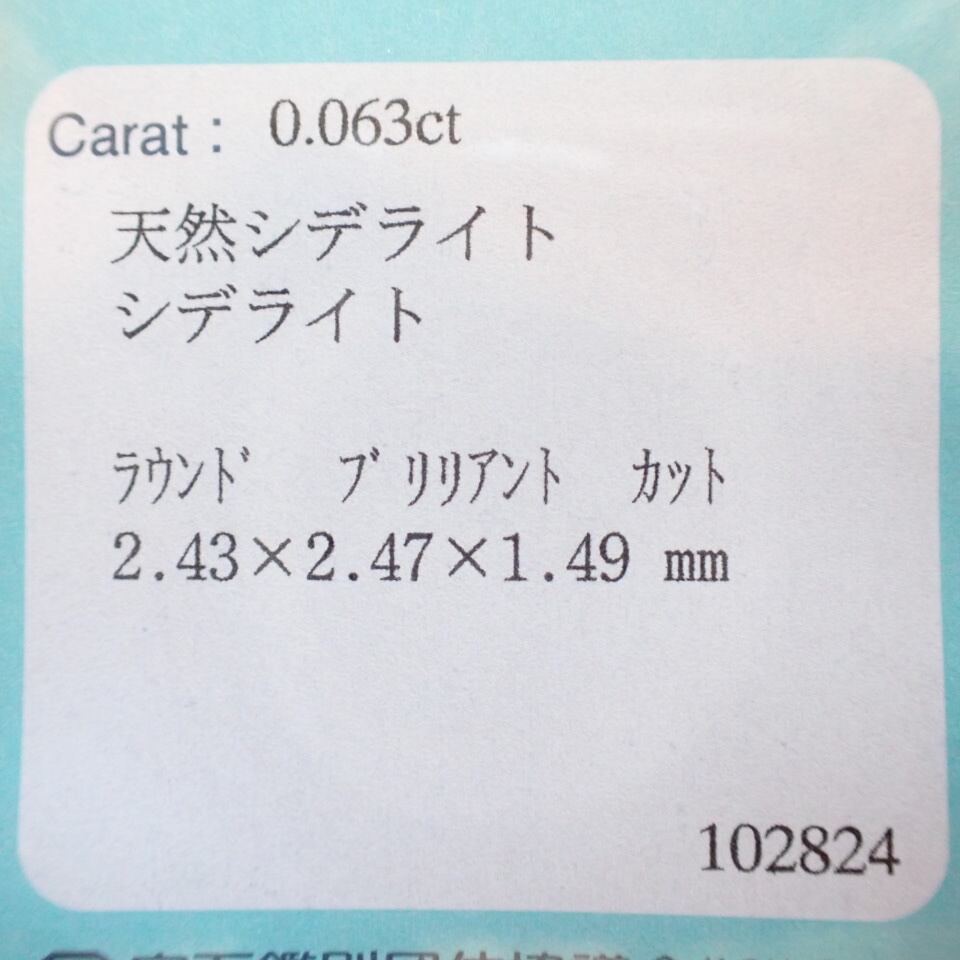 Carat： 0.063ct
天然シデライト
シデライト
ﾗｳﾝﾄﾞ ﾌﾞﾘﾘｱﾝﾄ ｶｯﾄ
2.43×2.47×1.49 mm
102824